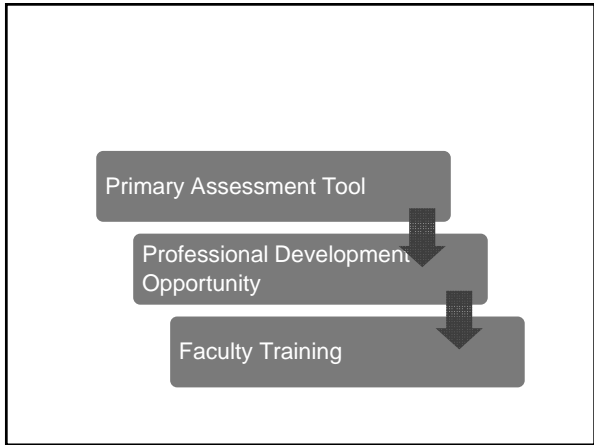 Primary Assessment Tool
Professional Development
Opportunity
Faculty Training